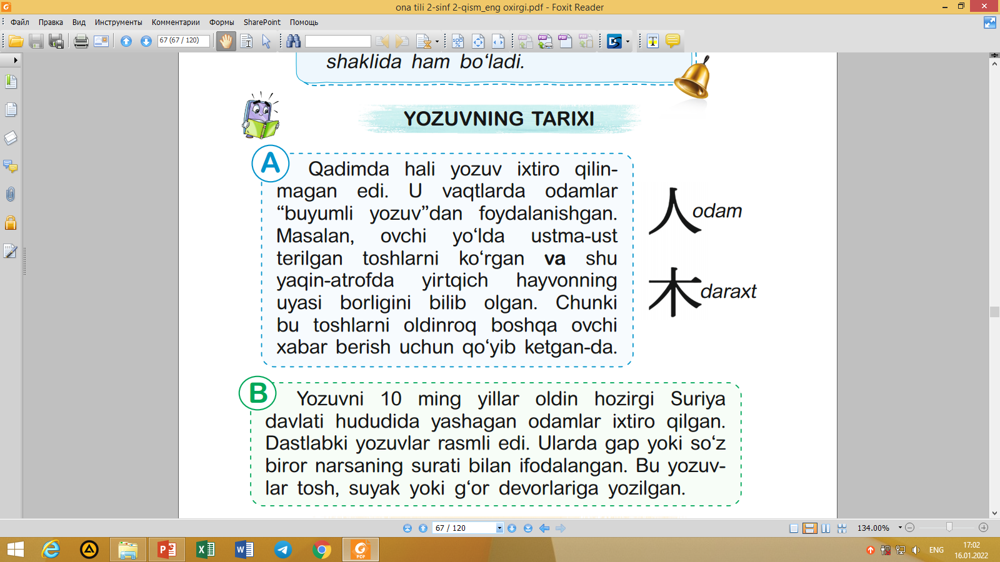 ona tili 2-sinf 2-qism_eng oxirgi.pdf - Foxit Reader
Файл Правка Вид Инструменты Комментарии Формы SharePoint Помощь
67 (67 / 120)
shaklida ham bo‘ladi.
YOZUVNING TARIXI
A
Qadimda hali yozuv ixtiro qilin-
magan edi. U vaqtlarda odamlar
“buyumli yozuv”dan foydalanishgan.
Masalan, ovchi yo‘lda ustma-ust
terilgan toshlarni ko‘rgan va shu
yaqin-atrofda yirtqich hayvonning
uyasi borligini bilib olgan. Chunki
bu toshlarni oldinroq boshqa ovchi
xabar berish uchun qo‘yib ketgan-da.
人 odam
木 daraxt
B
Yozuvni 10 ming yillar oldin hozirgi Suriya
davlati hududida yashagan odamlar ixtiro qilgan.
Dastlabki yozuvlar rasmli edi. Ularda gap yoki so‘z
biror narsaning surati bilan ifodalangan. Bu yozuv-
lar tosh, suyak yoki g‘or devorlariga yozilgan.
67 / 120
134.00%
ENG
17:02
16.01.2022